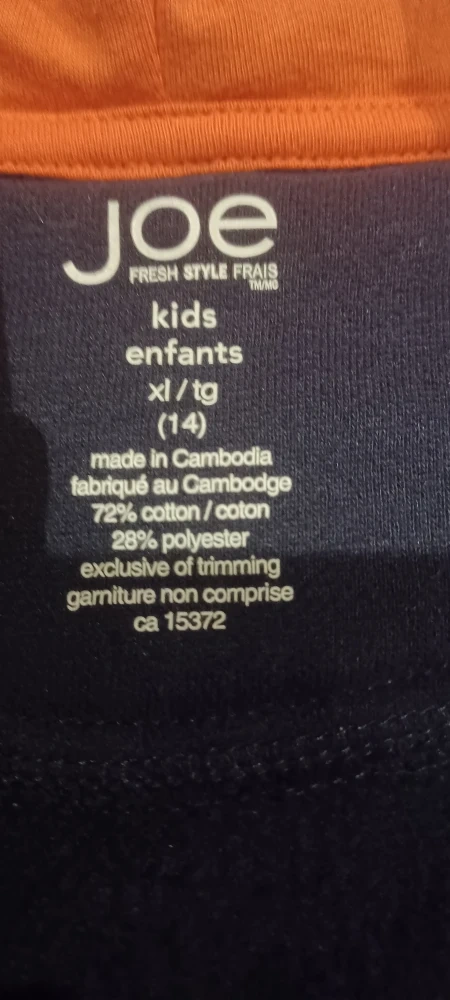 Joe
FRESH STYLE FRAIS
TM/MD
kids
enfants
xl / tg
(14)
made in Cambodia
fabriqué au Cambodge
72% cotton / coton
28% polyester
exclusive of trimming
garniture non comprise
ca 15372